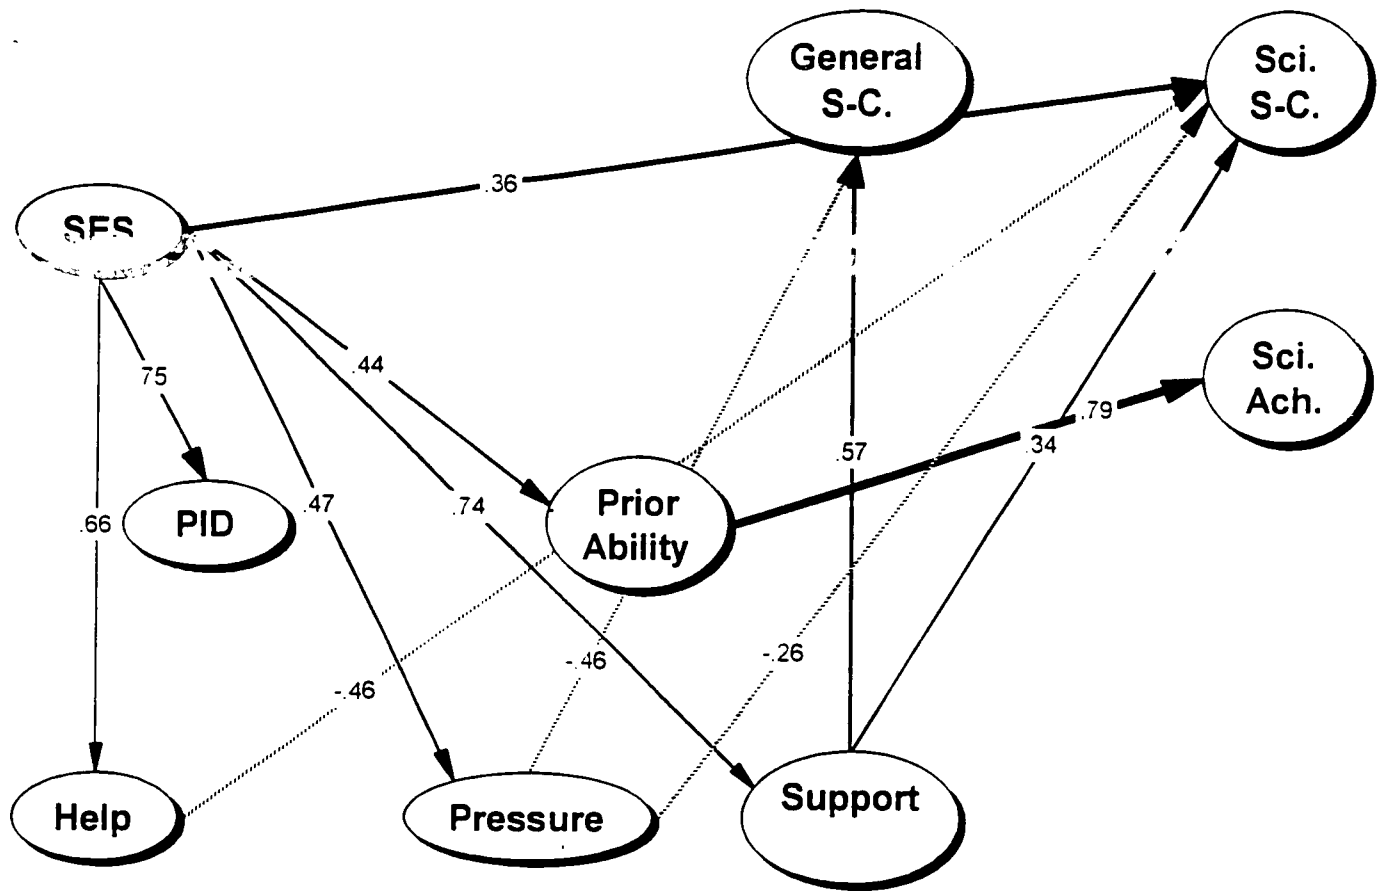 General
S-C.
Sci.
S-C.
.36
SES
Sci.
Ach.
.44
75
.79
.34
.57
.47
.74
.66
PID
Prior
Ability
-.46
-.26
-.46
Help
Pressure
Support